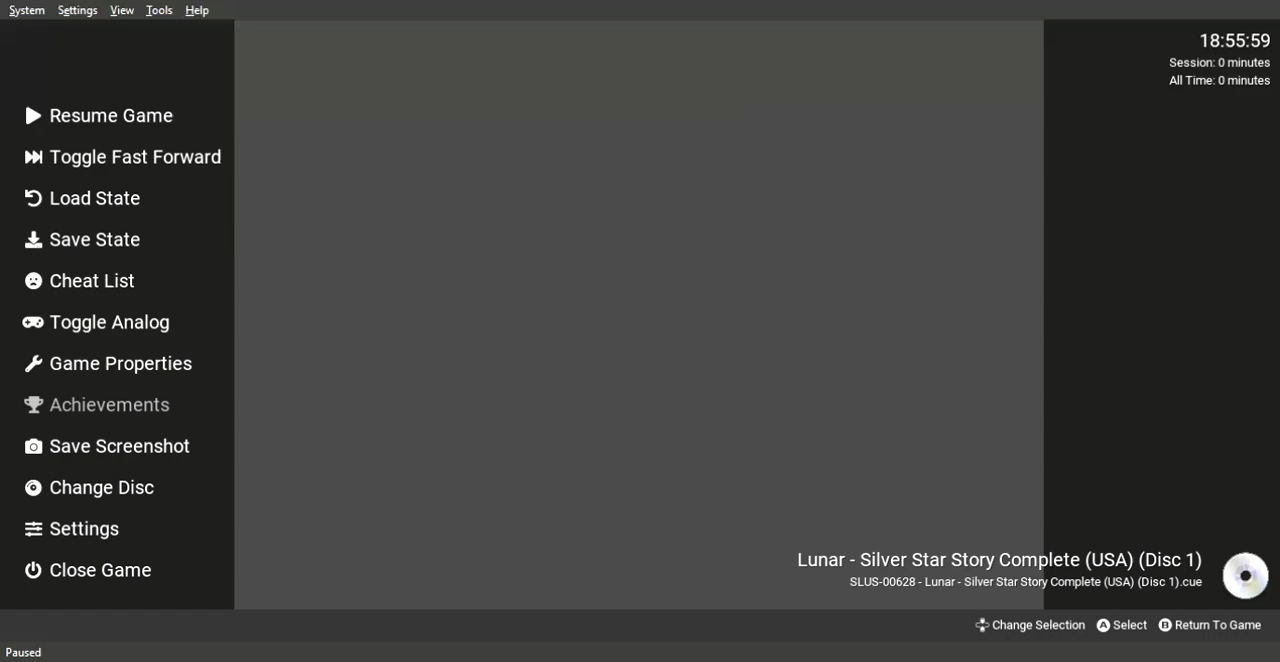 System Settings View Tools Help
18:55:59
Session: 0 minutes
All Time: 0 minutes
Resume Game
Toggle Fast Forward
Load State
Save State
Cheat List
Toggle Analog
Game Properties
Achievements
Save Screenshot
Change Disc
Settings
Close Game
Lunar - Silver Star Story Complete (USA) (Disc 1)
SLUS-00628 - Lunar - Silver Star Story Complete (USA) (Disc 1).cue
Change Selection A Select B Return To Game
Paused